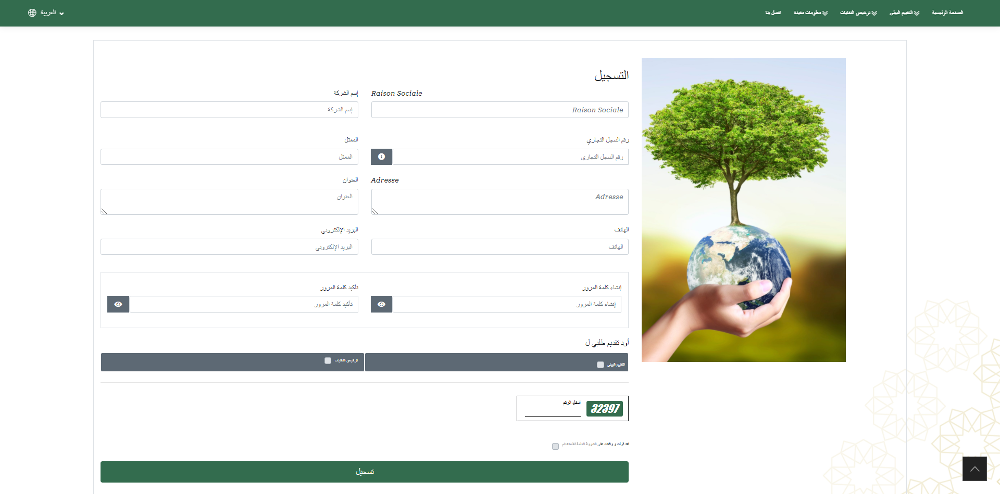 الصفحة الرئيسية
التقييم البيئي
ترخيص النفايات
معلومات مفيدة
اتصل بنا
العربية
التسجيل
Raison Sociale
إسم الشركة
Raison Sociale
إسم الشركة
رقم السجل التجاري
الممثل
رقم السجل التجاري
الممثل
Adresse
العنوان
Adresse
العنوان
الهاتف
البريد الإلكتروني
الهاتف
البريد الإلكتروني
إنشاء كلمة المرور
تأكيد كلمة المرور
إنشاء كلمة المرور
تأكيد كلمة المرور
أود تقديم طلبي ل
التقييم البيئي
ترخيص النفايات
32397
أدخل الرقم
لقد قرأت و وافقت على الشروط العامة للاستخدام
تسجيل